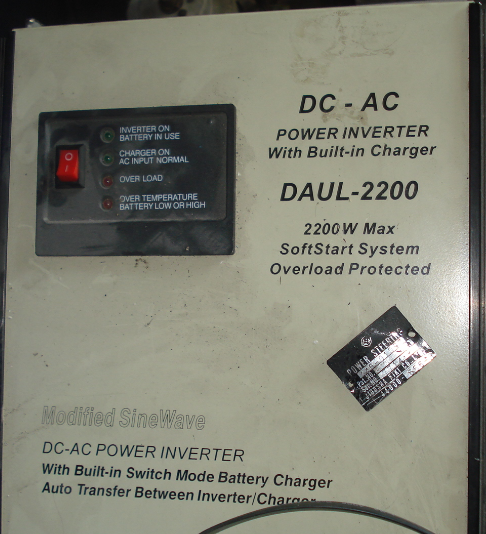 DC - AC
POWER INVERTER
With Built-in Charger
DAUL-2200
2200W Max
SoftStart System
Overload Protected
INVERTER ON
BATTERY IN USE
CHARGER ON
AC INPUT NORMAL
OVER LOAD
OVER TEMPERATURE
BATTERY LOW OR HIGH
POWER STEERING
Modified SineWave
DC-AC POWER INVERTER
With Built-in Switch Mode Battery Charger
Auto Transfer Between Inverter/Charger